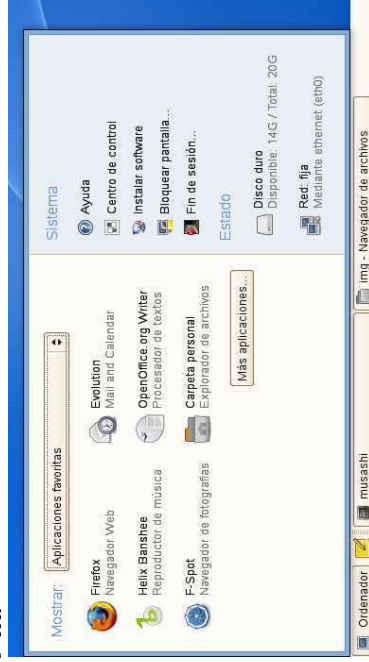 Mostrar:
Aplicaciones favoritas
Firefox
Navegador Web
Evolution
Mail and Calendar
Helix Banshee
Reproductor de música
OpenOffice.org Writer
Procesador de textos
F-Spot
Navegador de fotografías
Carpeta personal
Explorador de archivos
Más aplicaciones...
Sistema
Ayuda
Centro de control
Instalar software
Bloquear pantalla...
Fin de sesión...
Estado
Disco duro
Disponible: 14G / Total: 20G
Red: fija
Mediante ethernet (eth0)
Ordenador
musashi
img - Navegador de archivos